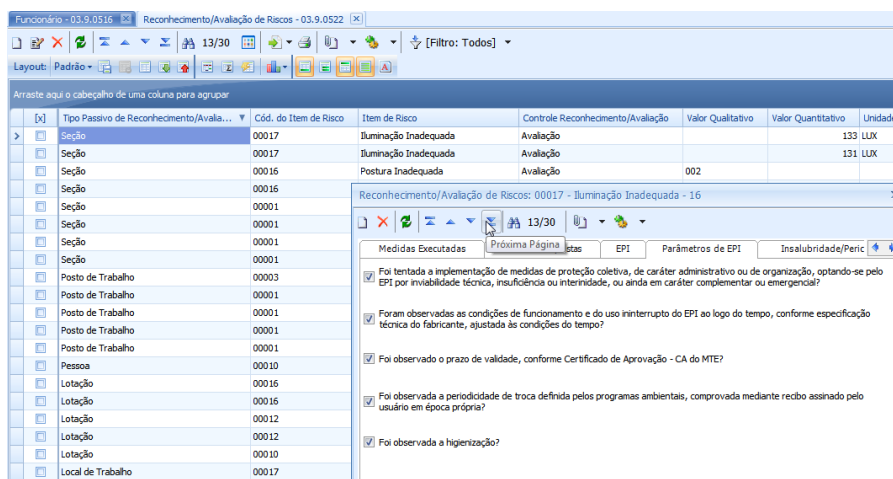 Funcionário - 03.9.0516
Reconhecimento/Avaliação de Riscos - 03.9.0522
13/30
[Filtro: Todos]
Layout: Padrão
Arraste aqui o cabeçalho de uma coluna para agrupar
[x] Tipo Passivo de Reconhecimento/Avalia... Cód. do Item de Risco Item de Risco Controle Reconhecimento/Avaliação Valor Qualitativo Valor Quantitativo Unidade
Seção 00017 Iluminação Inadequada Avaliação 133 LUX
Seção 00017 Iluminação Inadequada Avaliação 131 LUX
Seção 00016 Postura Inadequada Avaliação 002
Seção 00016
Seção 00001
Seção 00001
Seção 00001
Seção 00001
Posto de Trabalho 00003
Posto de Trabalho 00001
Posto de Trabalho 00001
Posto de Trabalho 00001
Posto de Trabalho 00001
Pessoa 00010
Lotação 00016
Lotação 00016
Lotação 00012
Lotação 00012
Lotação 00010
Local de Trabalho 00017
Reconhecimento/Avaliação de Riscos: 00017 - Iluminação Inadequada - 16
13/30
Medidas Executadas
Próxima Página
EPI
Parâmetros de EPI
Insalubridade/Peric
Foi tentada a implementação de medidas de proteção coletiva, de caráter administrativo ou de organização, optando-se pelo
EPI por inviabilidade técnica, insuficiência ou interinidade, ou ainda em caráter complementar ou emergencial?
Foram observadas as condições de funcionamento e do uso ininterrupto do EPI ao logo do tempo, conforme especificação
técnica do fabricante, ajustada às condições do tempo?
Foi observado o prazo de validade, conforme Certificado de Aprovação - CA do MTE?
Foi observada a periodicidade de troca definida pelos programas ambientais, comprovada mediante recibo assinado pelo
usuário em época própria?
Foi observada a higienização?